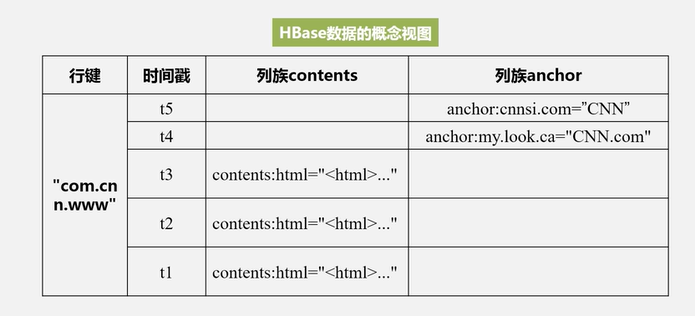 HBase数据的概念视图
行键 时间戳 列族contents 列族anchor
t5 anchor:cnnsi.com="CNN"
t4 anchor:my.look.ca="CNN.com"
"com.cn
n.www"
t3 contents:html="<html>..."
t2 contents:html="<html>..."
t1 contents:html="<html>..."